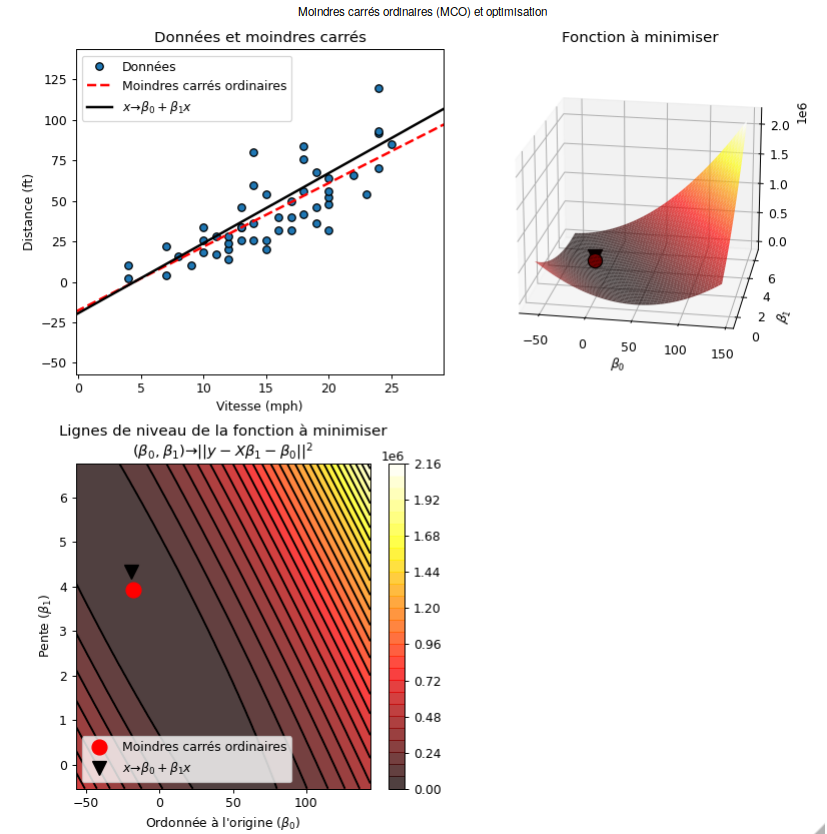 Moindres carrés ordinaires (MCO) et optimisation
Données et moindres carrés
Données
Moindres carrés ordinaires
x→β₀ + β₁x
Distance (ft)
125
100
75
50
25
0
−25
−50
0 5 10 15 20 25
Vitesse (mph)
Fonction à minimiser
1e6
2.0
1.5
1.0
0.5
0.0
6
4
2
0
β₁
−50 0 50 100 150
β₀
Lignes de niveau de la fonction à minimiser
(β₀, β₁)→||y − Xβ₁ − β₀||²
1e6
Pente (β₁)
6
5
4
3
2
1
0
Moindres carrés ordinaires
x→β₀ + β₁x
−50 0 50 100
Ordonnée à l'origine (β₀)
2.16
1.92
1.68
1.44
1.20
0.96
0.72
0.48
0.24
0.00